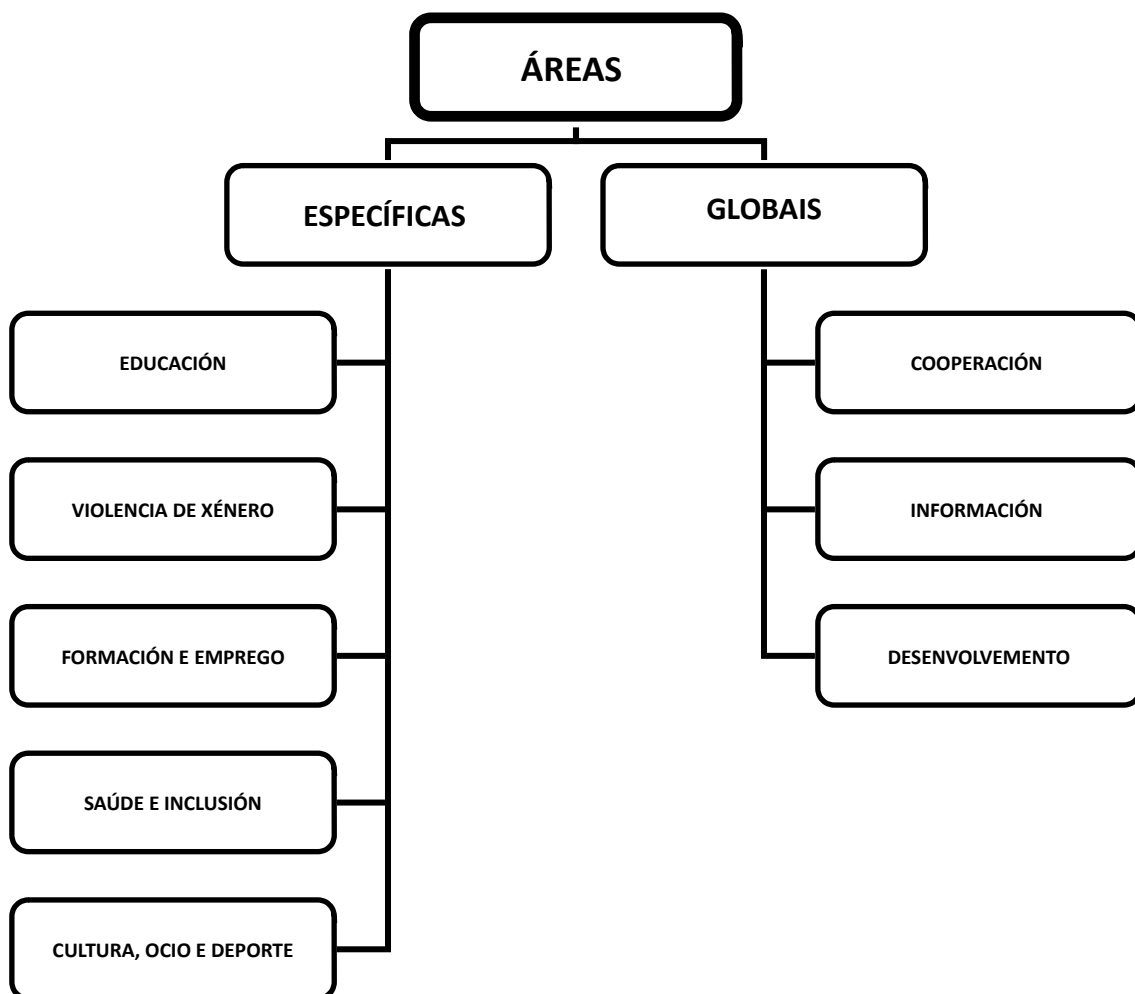 ÁREAS
ESPECÍFICAS
GLOBAIS
EDUCACIÓN
COOPERACIÓN
VIOLENCIA DE XÉNERO
INFORMACIÓN
FORMACIÓN E EMPREGO
DESENVOLVEMENTO
SAÚDE E INCLUSIÓN
CULTURA, OCIO E DEPORTE